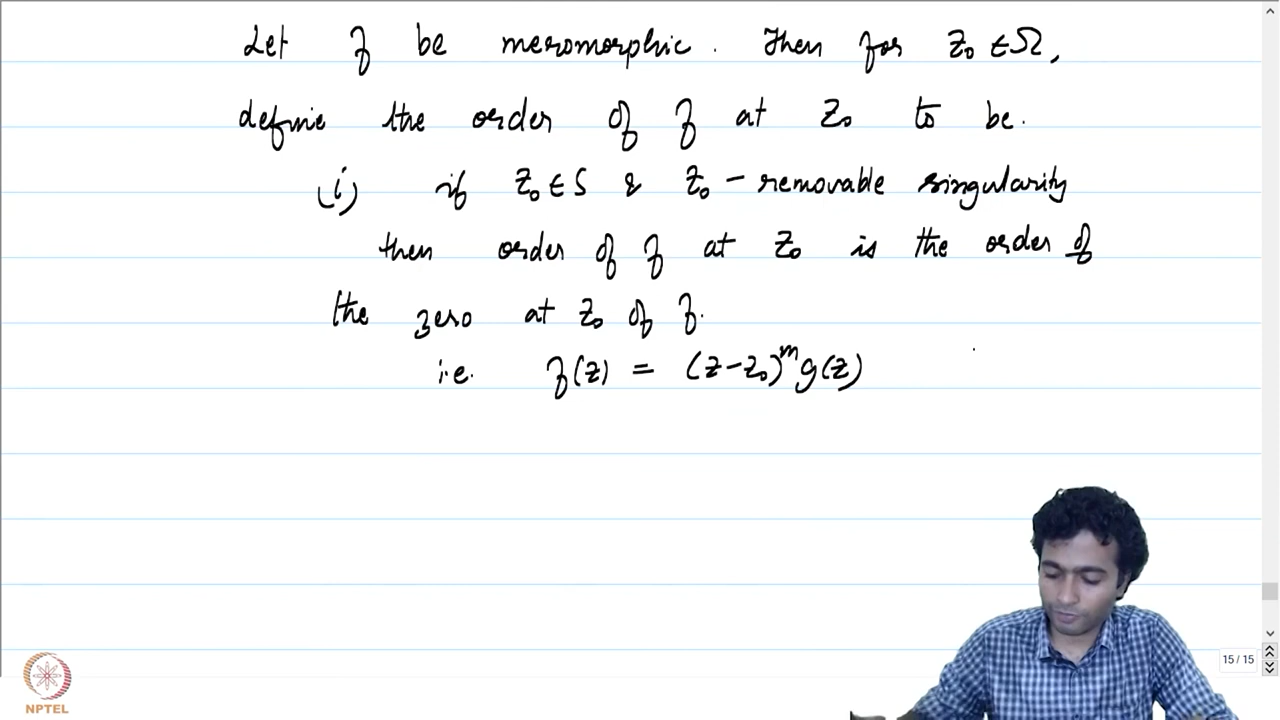 Let f be meromorphic. Then for z₀ ∈ Ω,
define the order of f at z₀ to be.
(i) if z₀ ∈ S & z₀ - removable singularity
then order of f at z₀ is the order of
the zero at z₀ of f.
i.e. f(z) = (z-z₀)ᵐ g(z)
15 / 15
NPTEL